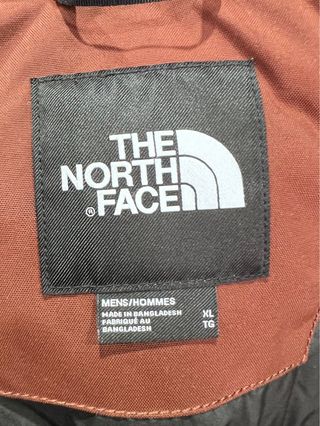 THE
NORTH
FACE
®
MENS/HOMMES
MADE IN BANGLADESH
FABRIQUÉ AU
BANGLADESH
XL
TG